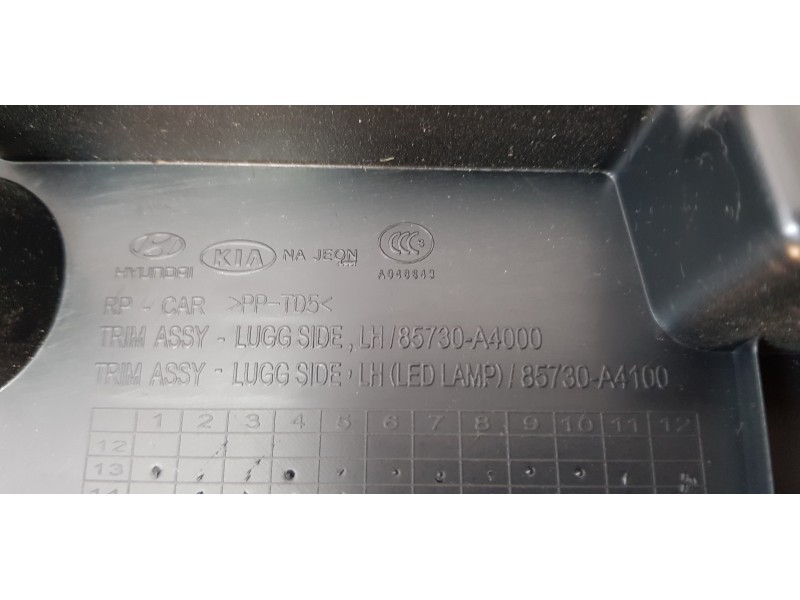 HYUNDAI KIA NA JEON CCC S
A048843
RP - CAR >PP-TD5<
TRIM ASSY - LUGG SIDE, LH/85730-A4000
TRIM ASSY - LUGG SIDE - LH (LED LAMP) / 85730-A4100
1 2 3 4 5 6 7 8 9 10 11 12
12
13